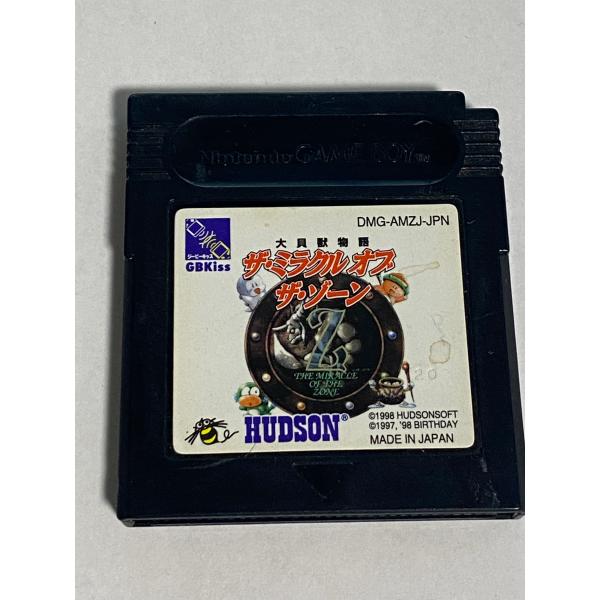 Nintendo GAME BOY TM
DMG-AMZJ-JPN
ジービーキッス
GBKiss
大貝獣物語
ザ・ミラクル オブ
ザ・ゾーン
Z
THE MIRACLE
OF THE
ZONE
HUDSON®
©1998 HUDSONSOFT
©1997, '98 BIRTHDAY
MADE IN JAPAN